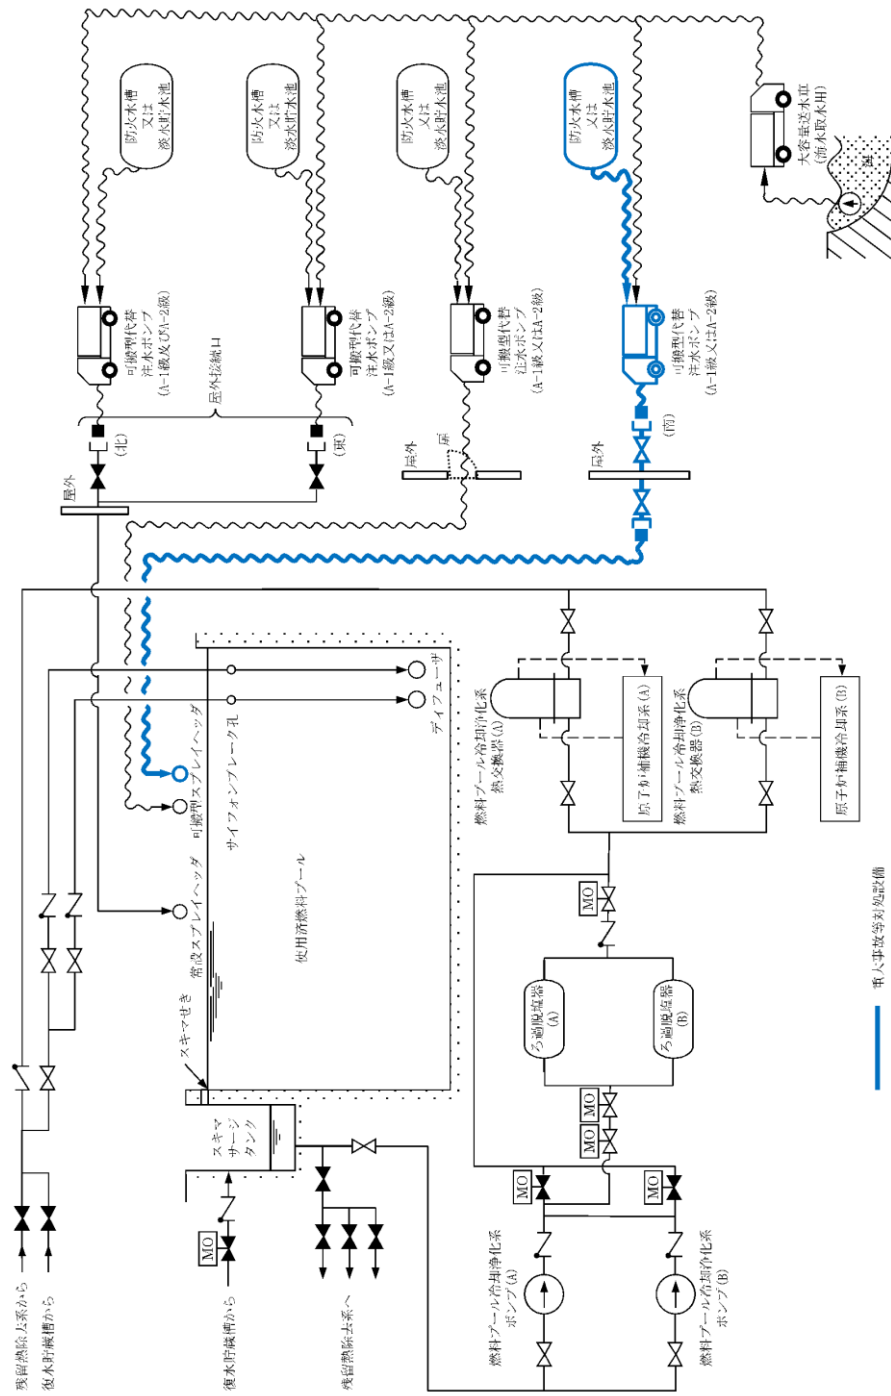 残留熱除去系から
復水貯蔵槽から
復水貯蔵槽から
MO
残留熱除去系へ
スキマ
サージ
タンク
スキマせき
常設スプレイヘッダ
可搬型スプレイヘッダ
サイフォンブレーク孔
使用済燃料プール
ディフューザ
屋外
(北)
(東)
屋外接続口
可搬型代替
注水ポンプ
(A-1級及びA-2級)
防火水槽
又は
淡水貯水池
可搬型代替
注水ポンプ
(A-1級又はA-2級)
防火水槽
又は
淡水貯水池
屋外
扉
可搬型代替
注水ポンプ
(A-1級又はA-2級)
防火水槽
又は
淡水貯水池
屋外
(南)
可搬型代替
注水ポンプ
(A-1級又はA-2級)
防火水槽
又は
淡水貯水池
大容量送水車
(海水取水用)
燃料プール冷却浄化系
ポンプ(A)
燃料プール冷却浄化系
ポンプ(B)
MO
MO
MO
MO
ろ過脱塩器
(A)
ろ過脱塩器
(B)
MO
燃料プール冷却浄化系
熱交換器(A)
原子炉補機冷却系(A)
燃料プール冷却浄化系
熱交換器(B)
原子炉補機冷却系(B)
重大事故等対処設備